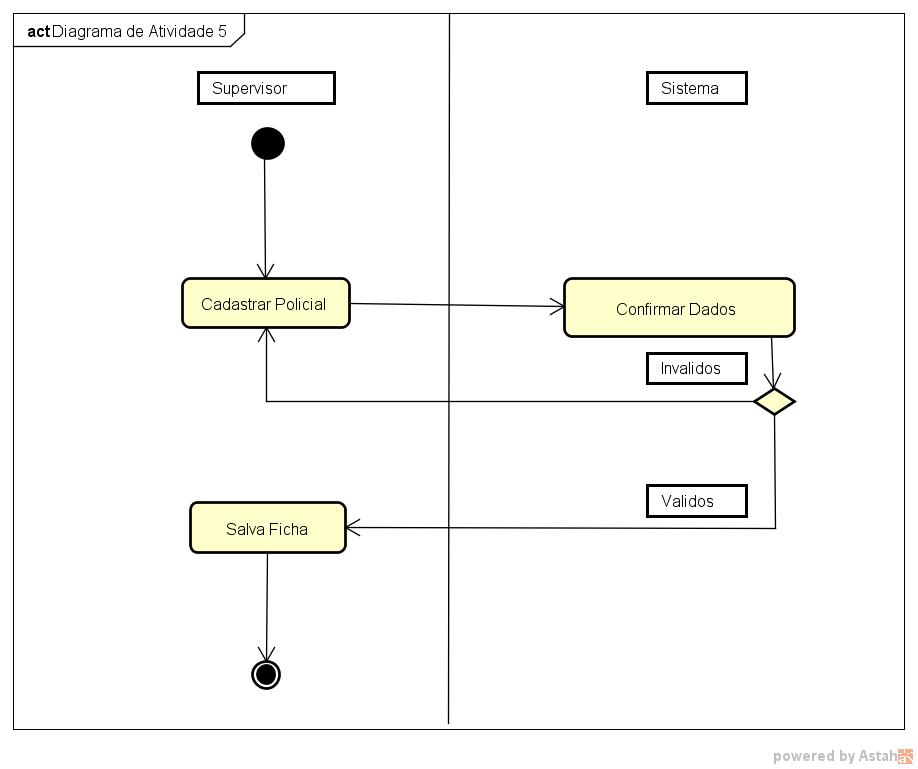 act Diagrama de Atividade 5
Supervisor
Sistema
Cadastrar Policial
Confirmar Dados
Invalidos
Validos
Salva Ficha
powered by Astah